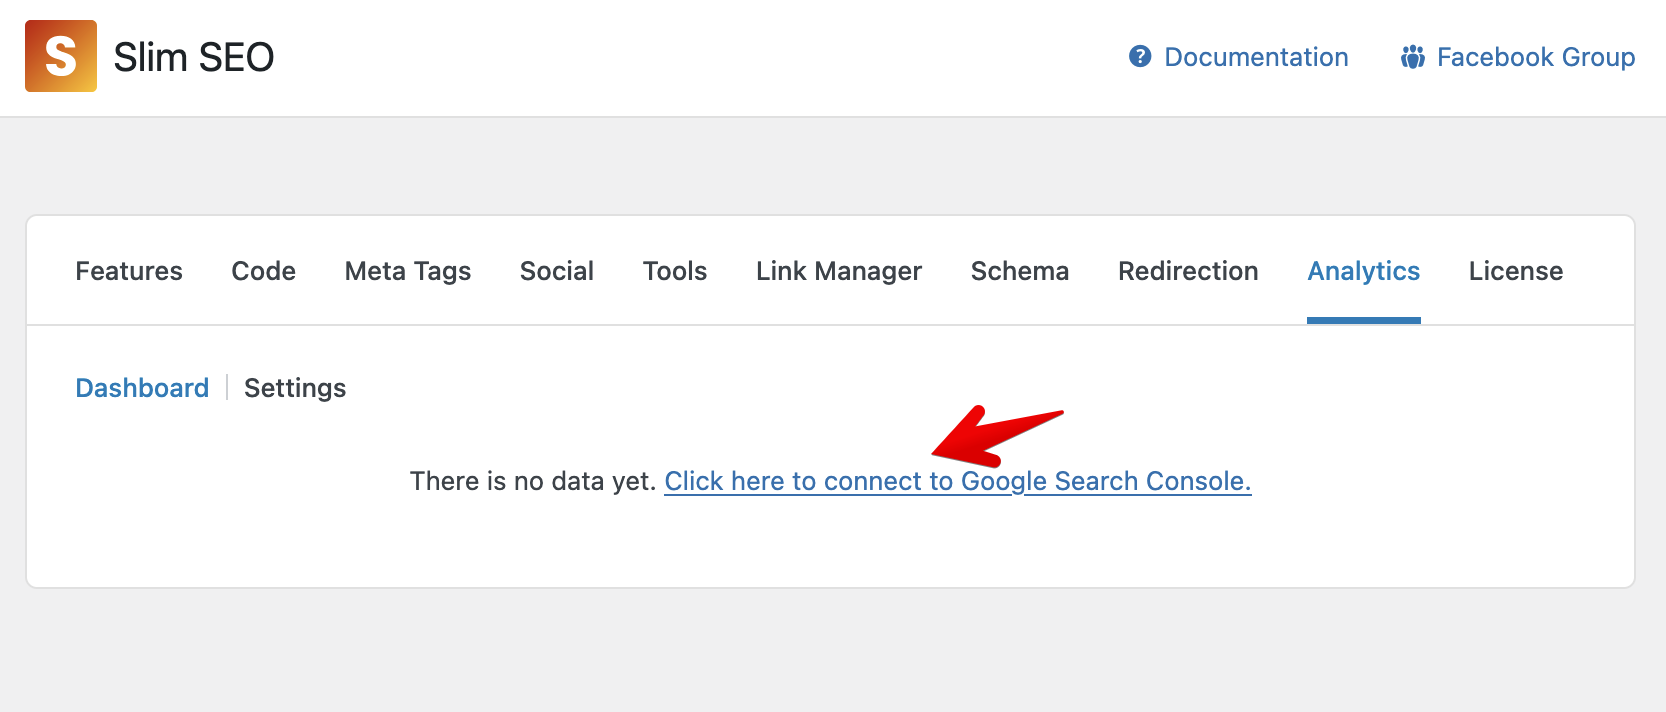 S Slim SEO ? Documentation Facebook Group
Features Code Meta Tags Social Tools Link Manager Schema Redirection Analytics License
Dashboard Settings
There is no data yet. Click here to connect to Google Search Console.